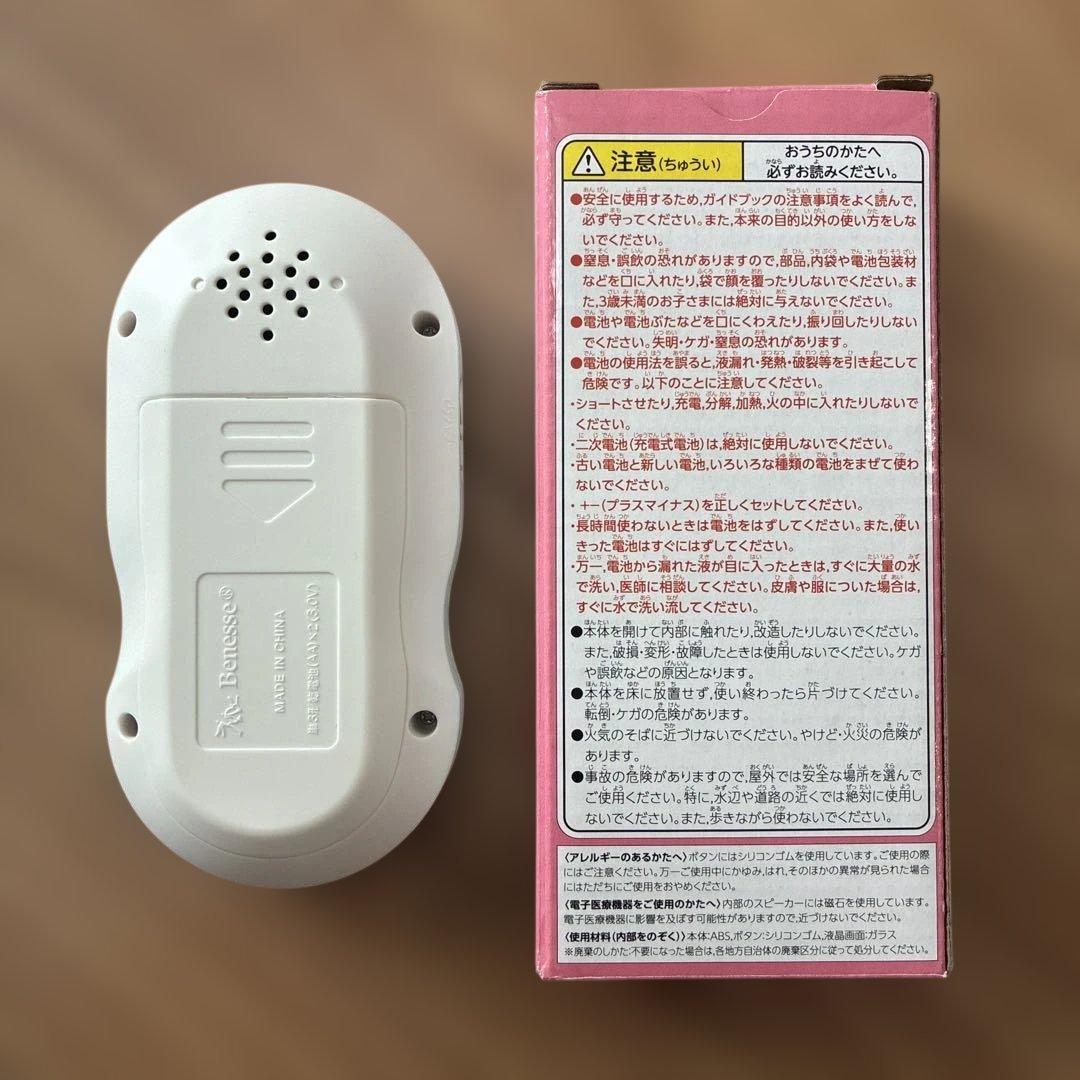 Benesse®
MADE IN CHINA
単3形乾電池(AA)×2(3.0V)
注意(ちゅうい)
おうちのかたへ
必ずお読みください。
●安全に使用するため,ガイドブックの注意事項をよく読んで,
必ず守ってください。また,本来の目的以外の使い方をしな
いでください。
●窒息・誤飲の恐れがありますので,部品,内袋や電池包装材
などを口に入れたり,袋で顔を覆ったりしないでください。ま
た,3歳未満のお子さまには絶対に与えないでください。
●電池や電池ぶたなどを口にくわえたり,振り回したりしない
でください。失明・ケガ・窒息の恐れがあります。
●電池の使用法を誤ると,液漏れ・発熱・破裂等を引き起こして
危険です。以下のことに注意してください。
・ショートさせたり,充電,分解,加熱,火の中に入れたりしないで
ください。
・二次電池(充電式電池)は,絶対に使用しないでください。
・古い電池と新しい電池,いろいろな種類の電池をまぜて使わ
ないでください。
・+-(プラスマイナス)を正しくセットしてください。
・長時間使わないときは電池をはずしてください。また,使い
きった電池はすぐにはずしてください。
・万一,電池から漏れた液が目に入ったときは,すぐに大量の水
で洗い,医師に相談してください。皮膚や服についた場合は,
すぐに水で洗い流してください。
●本体を開けて内部に触れたり,改造したりしないでください。
また,破損・変形・故障したときは使用しないでください。ケガ
や誤飲などの原因となります。
●本体を床に放置せず,使い終わったら片づけてください。
転倒・ケガの危険があります。
●火気のそばに近づけないでください。やけど・火災の危険が
あります。
●事故の危険がありますので,屋外では安全な場所を選んで
ご使用ください。特に,水辺や道路の近くでは絶対に使用し
ないでください。また,歩きながら使わないでください。
〈アレルギーのあるかたへ〉ボタンにはシリコンゴムを使用しています。ご使用の際
にはご注意ください。万一ご使用中にかゆみ,はれ,そのほかの異常が見られた場合
にはただちにご使用をおやめください。
〈電子医療機器をご使用のかたへ〉内部のスピーカーには磁石を使用しています。
電子医療機器に影響を及ぼす可能性がありますので,近づけないでください。
〈使用材料(内部をのぞく)〉本体:ABS,ボタン:シリコンゴム,液晶画面:ガラス
※廃棄のしかた:不要になった場合は,各地方自治体の廃棄区分に従って処分してください。